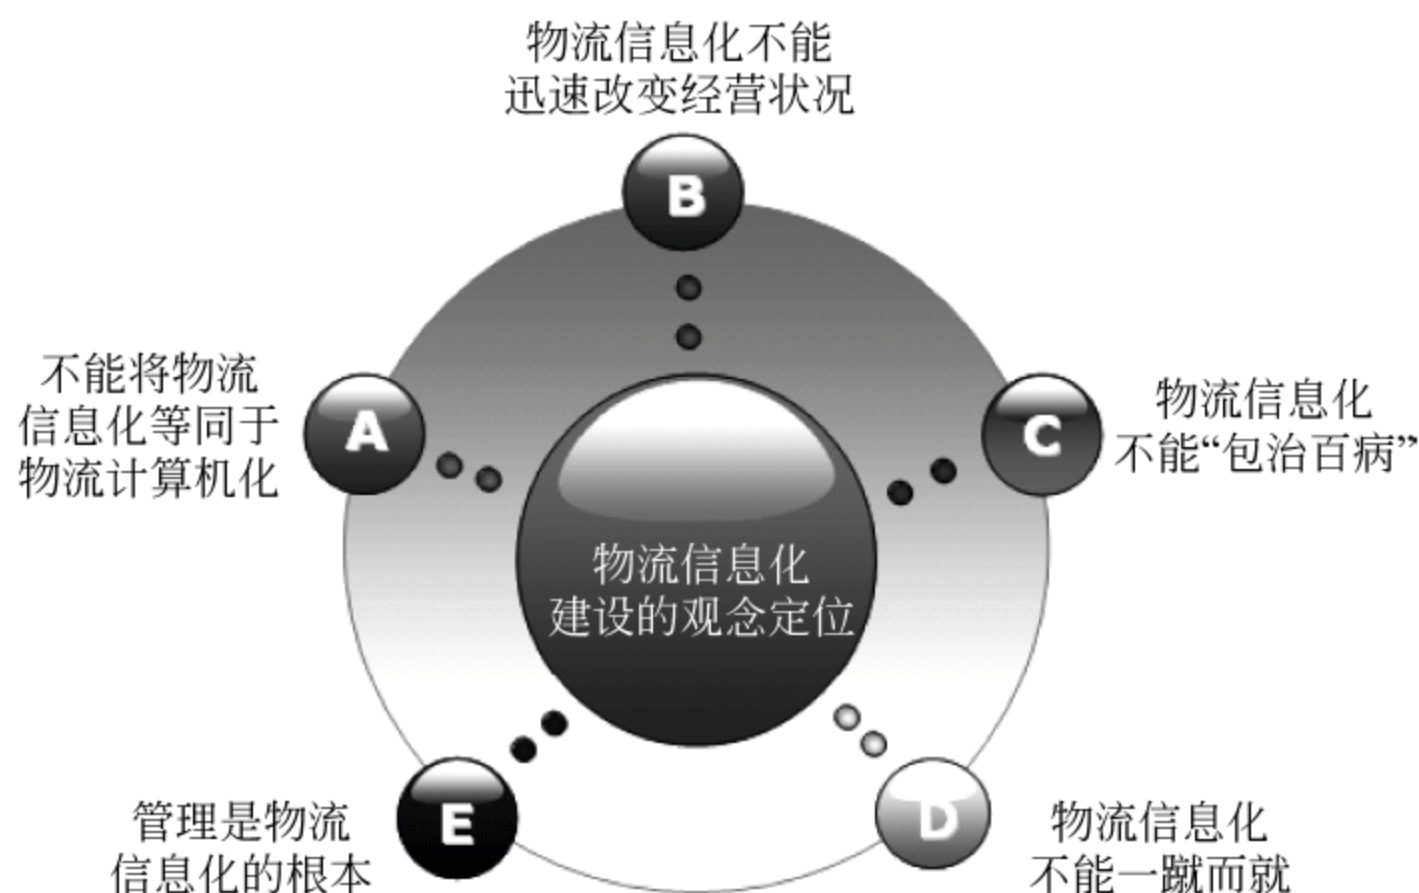 物流信息化不能
迅速改变经营状况
B
不能将物流
信息化等同于
物流计算机化
A
C
物流信息化
不能“包治百病”
物流信息化
建设的观念定位
管理是物流
信息化的根本
E
D
物流信息化
不能一蹴而就